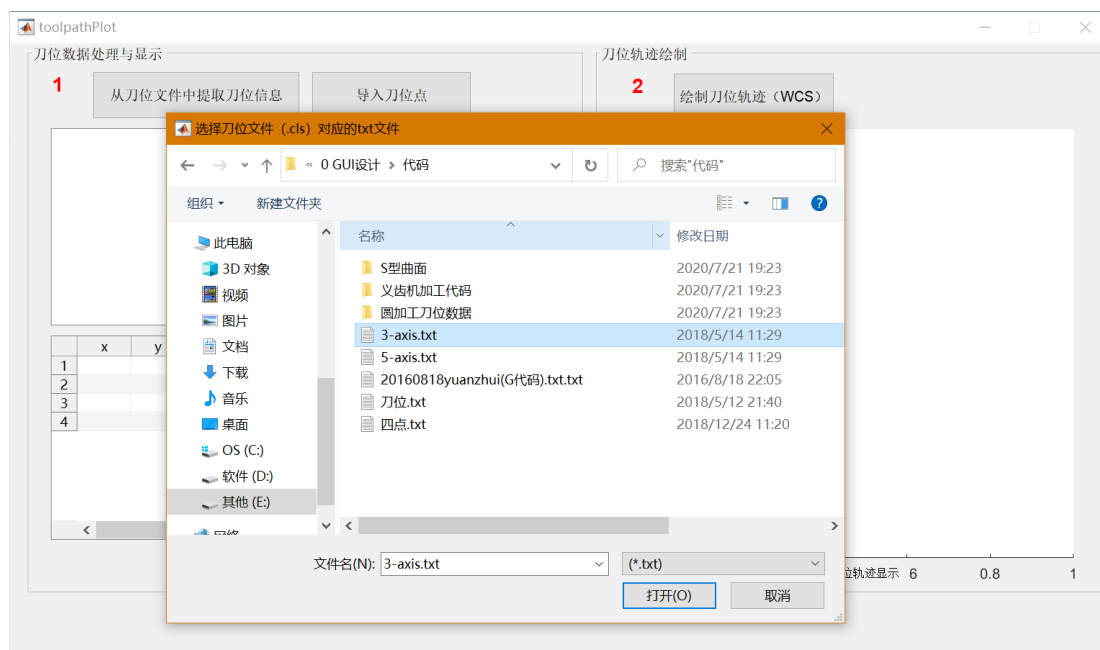 toolpathPlot
刀位数据处理与显示
刀位轨迹绘制
1
从刀位文件中提取刀位信息
导入刀位点
2
绘制刀位轨迹（WCS）
选择刀位文件（.cls）对应的txt文件
« 0 GUI设计 › 代码
搜索"代码"
组织
新建文件夹
名称
修改日期
此电脑
3D 对象
视频
图片
文档
下载
音乐
桌面
OS (C:)
软件 (D:)
其他 (E:)
网络
S型曲面 2020/7/21 19:23
义齿机加工代码 2020/7/21 19:23
圆加工刀位数据 2020/7/21 19:23
3-axis.txt 2018/5/14 11:29
5-axis.txt 2018/5/14 11:29
20160818yuanzhui(G代码).txt.txt 2016/8/18 22:05
刀位.txt 2018/5/12 21:40
四点.txt 2018/12/24 11:20
x y
1
2
3
4
文件名(N): 3-axis.txt
(*.txt)
打开(O)
取消
位轨迹显示 6 0.8 1